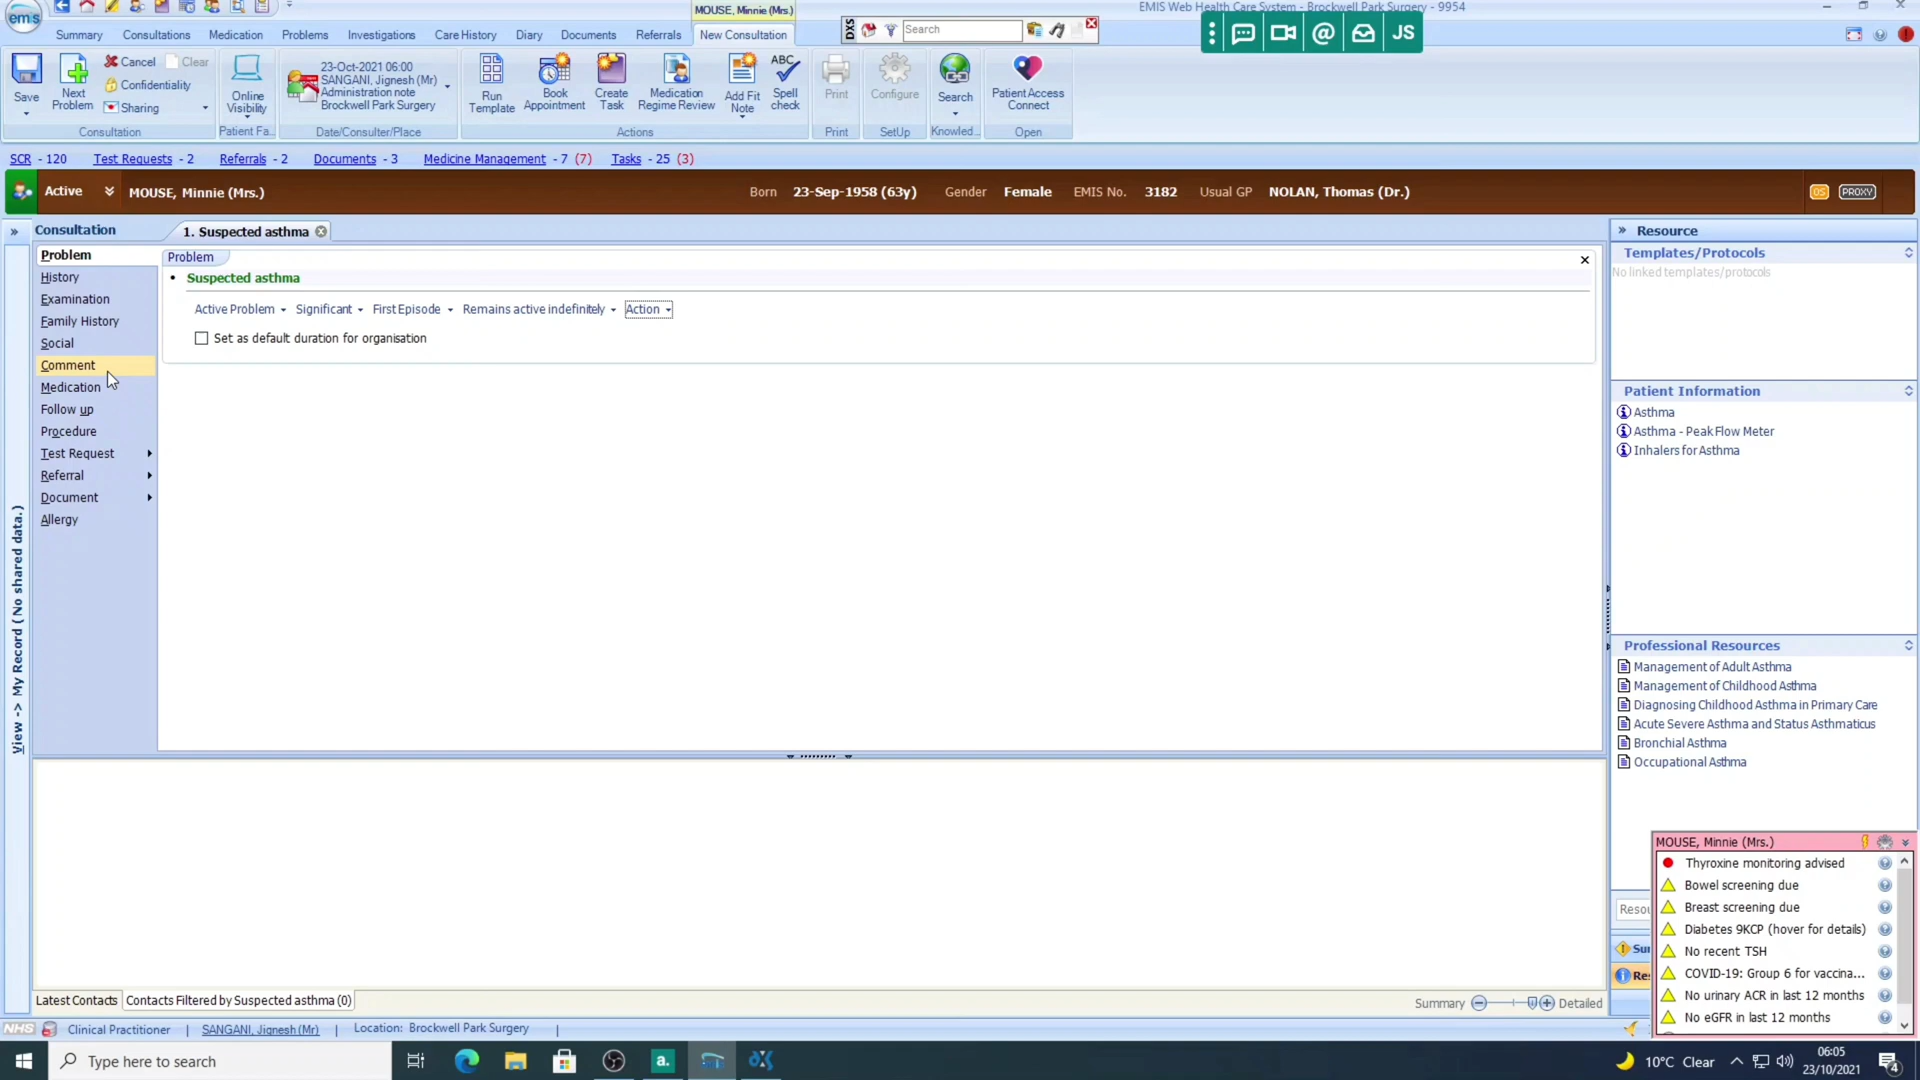 MOUSE, Minnie (Mrs.)
EMIS Web Health Care System - Brockwell Park Surgery - 9954
emis
Summary Consultations Medication Problems Investigations Care History Diary Documents Referrals New Consultation
DXS Search
@ JS
Save
Next Problem
Cancel Clear
Confidentiality
Sharing
Consultation
Online Visibility
Patient Fa...
23-Oct-2021 06:00
SANGANI, Jignesh (Mr)
Administration note
Brockwell Park Surgery
Date/Consulter/Place
Run Template
Book Appointment
Create Task
Medication Regime Review
Add Fit Note
ABC
Spell check
Actions
Print
Print
Configure
SetUp
Search
Knowled...
Patient Access Connect
Open
SCR - 120 Test Requests - 2 Referrals - 2 Documents - 3 Medicine Management - 7 (7) Tasks - 25 (3)
Active MOUSE, Minnie (Mrs.) Born 23-Sep-1958 (63y) Gender Female EMIS No. 3182 Usual GP NOLAN, Thomas (Dr.) OS PROXY
Consultation
Problem
History
Examination
Family History
Social
Comment
Medication
Follow up
Procedure
Test Request
Referral
Document
Allergy
View -> My Record ( No shared data.)
1. Suspected asthma
Problem
Suspected asthma
Active Problem Significant First Episode Remains active indefinitely Action
Set as default duration for organisation
Resource
Templates/Protocols
No linked templates/protocols
Patient Information
Asthma
Asthma - Peak Flow Meter
Inhalers for Asthma
Professional Resources
Management of Adult Asthma
Management of Childhood Asthma
Diagnosing Childhood Asthma in Primary Care
Acute Severe Asthma and Status Asthmaticus
Bronchial Asthma
Occupational Asthma
MOUSE, Minnie (Mrs.)
Thyroxine monitoring advised
Bowel screening due
Breast screening due
Diabetes 9KCP (hover for details)
No recent TSH
COVID-19: Group 6 for vaccina...
No urinary ACR in last 12 months
No eGFR in last 12 months
Latest Contacts Contacts Filtered by Suspected asthma (0)
Summary Detailed
NHS Clinical Practitioner | SANGANI, Jignesh (Mr) | Location: Brockwell Park Surgery |
Type here to search
a.
10°C Clear
06:05
23/10/2021
4